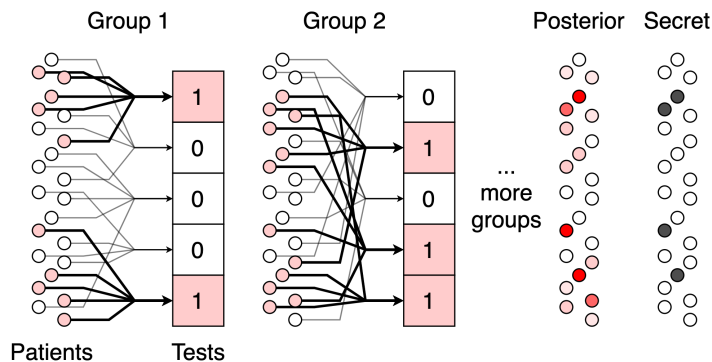 Group 1
Group 2
Posterior
Secret
1
0
0
0
1
0
1
0
1
1
...
more
groups
Patients
Tests